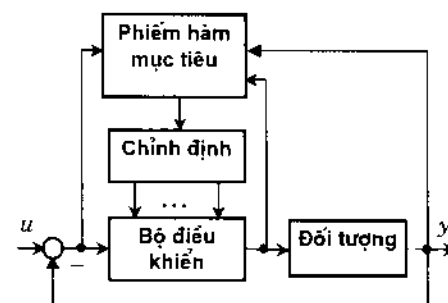 Phiếm hàm
mục tiêu
Chỉnh định
...
u
y
−
Bộ điều
khiển
Đối tượng